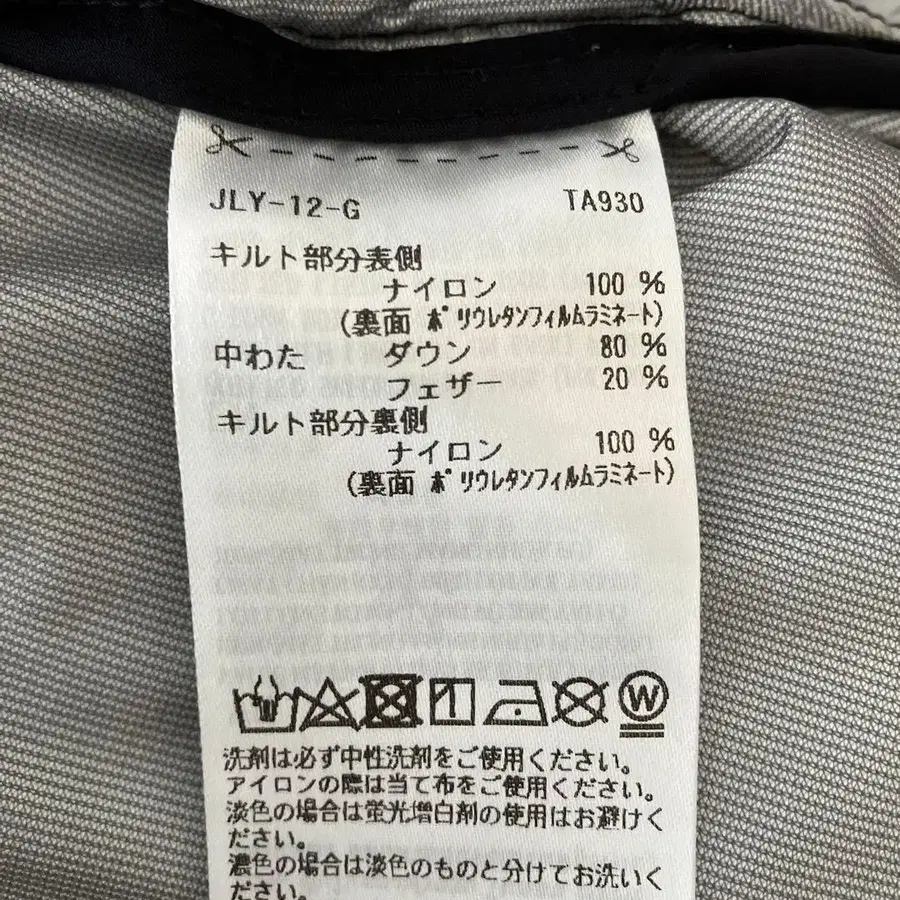 JLY-12-G TA930
キルト部分表側
ナイロン 100 %
(裏面 ポリウレタンフィルムラミネート)
中わた ダウン 80 %
フェザー 20 %
キルト部分裏側
ナイロン 100 %
(裏面 ポリウレタンフィルムラミネート)
W
洗剤は必ず中性洗剤をご使用ください。
アイロンの際は当て布をご使用ください。
淡色の場合は蛍光増白剤の使用はお避けく
ださい。
濃色の場合は淡色のものと分けてお洗いく
ださい。